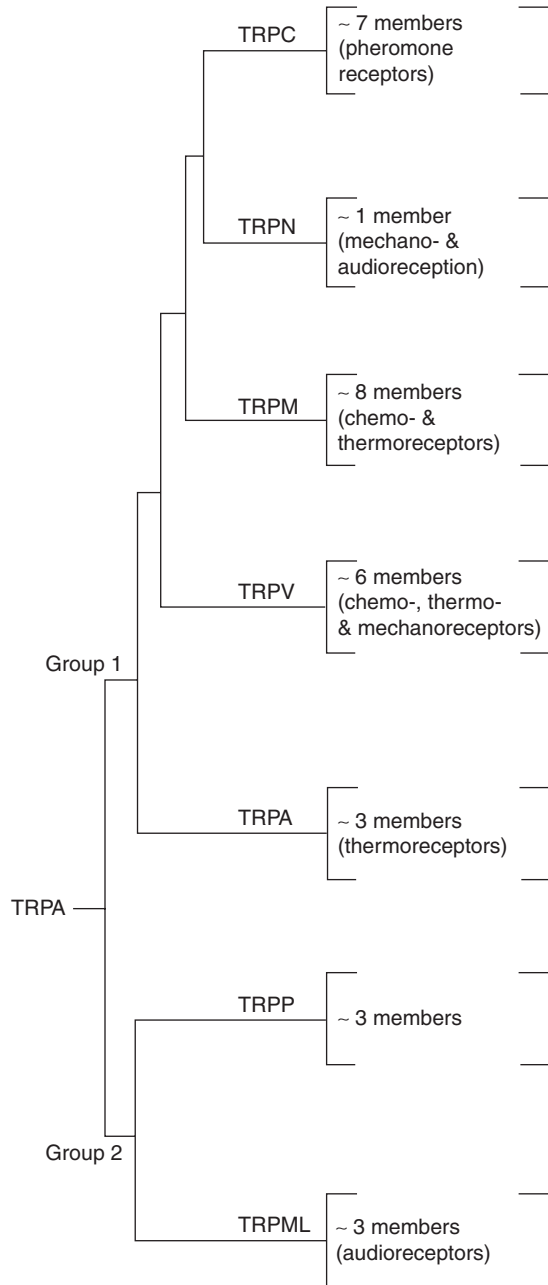 TRPC
~ 7 members
(pheromone
receptors)
TRPN
~ 1 member
(mechano- &
audioreception)
TRPM
~ 8 members
(chemo- &
thermoreceptors)
TRPV
~ 6 members
(chemo-, thermo-
& mechanoreceptors)
Group 1
TRPA
~ 3 members
(thermoreceptors)
TRPA
TRPP
~ 3 members
Group 2
TRPML
~ 3 members
(audioreceptors)